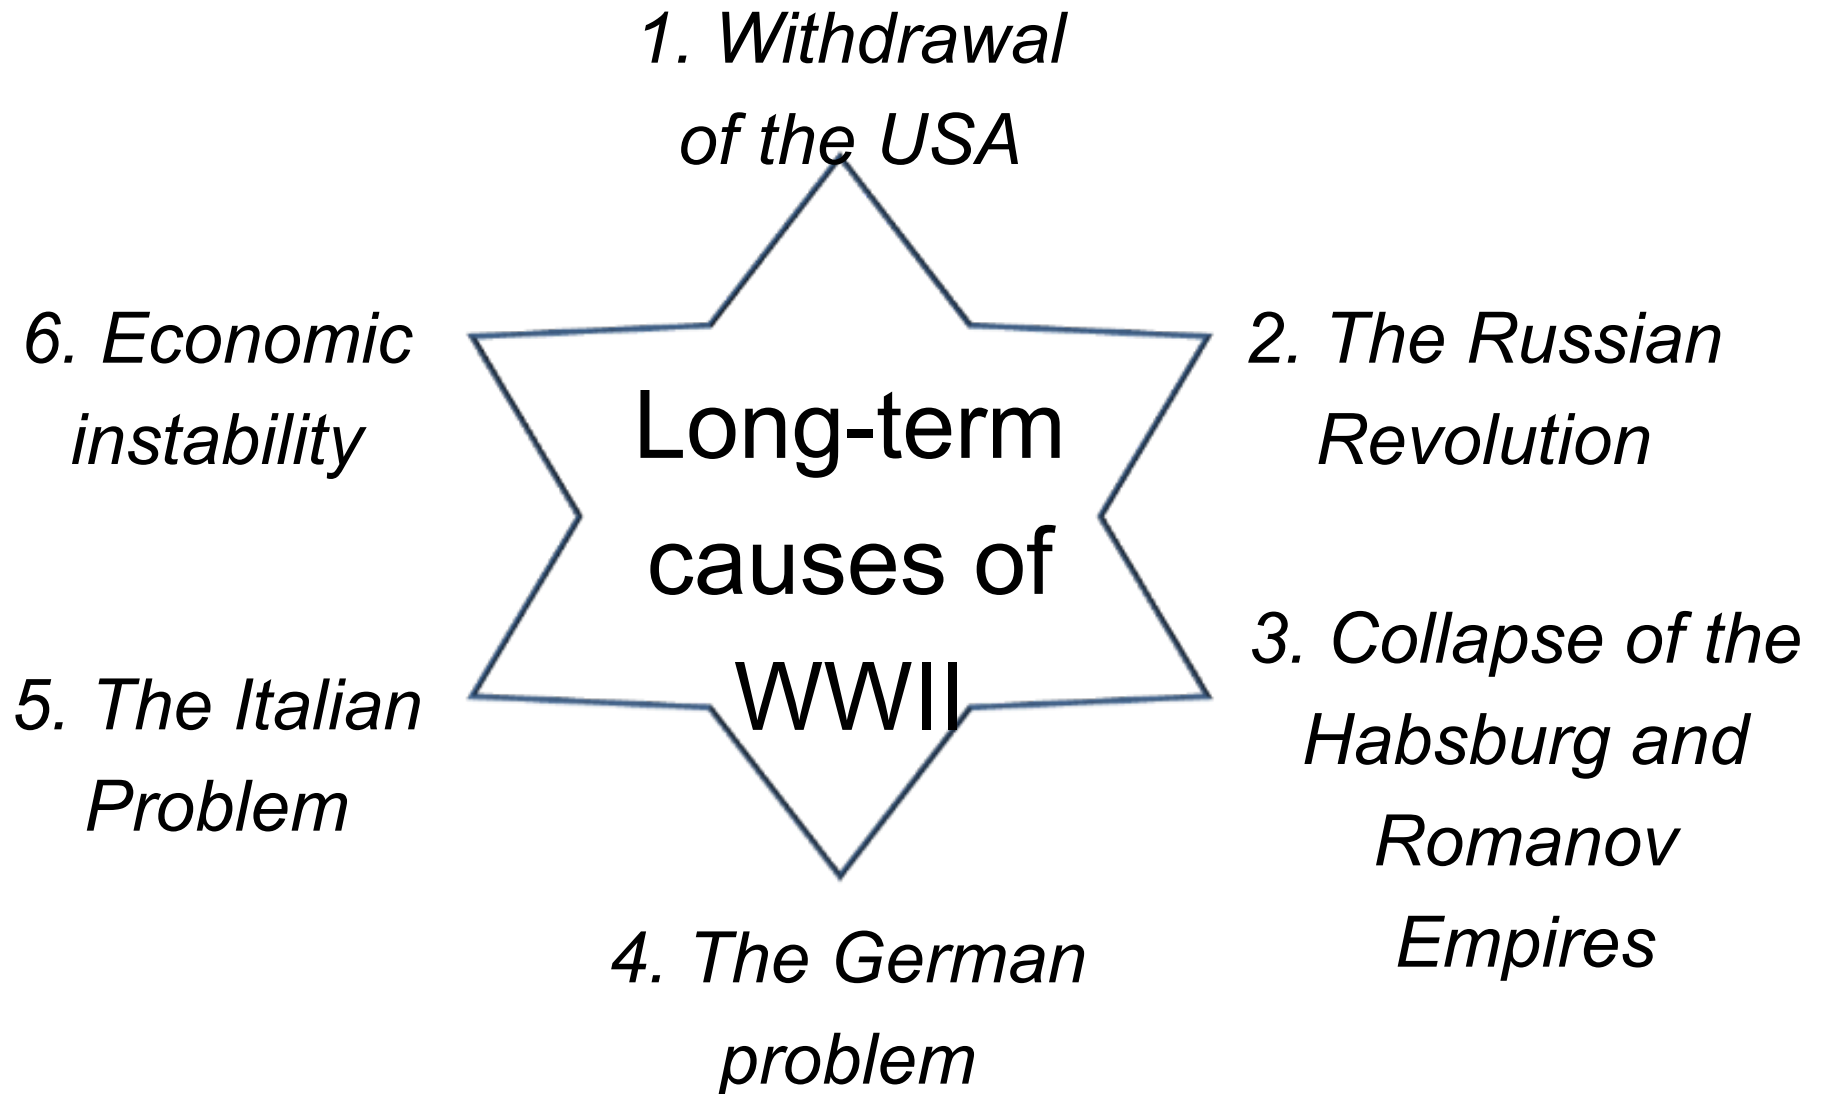 1. Withdrawal
of the USA
2. The Russian
Revolution
3. Collapse of the
Habsburg and
Romanov
Empires
4. The German
problem
5. The Italian
Problem
6. Economic
instability
Long-term
causes of
WWII